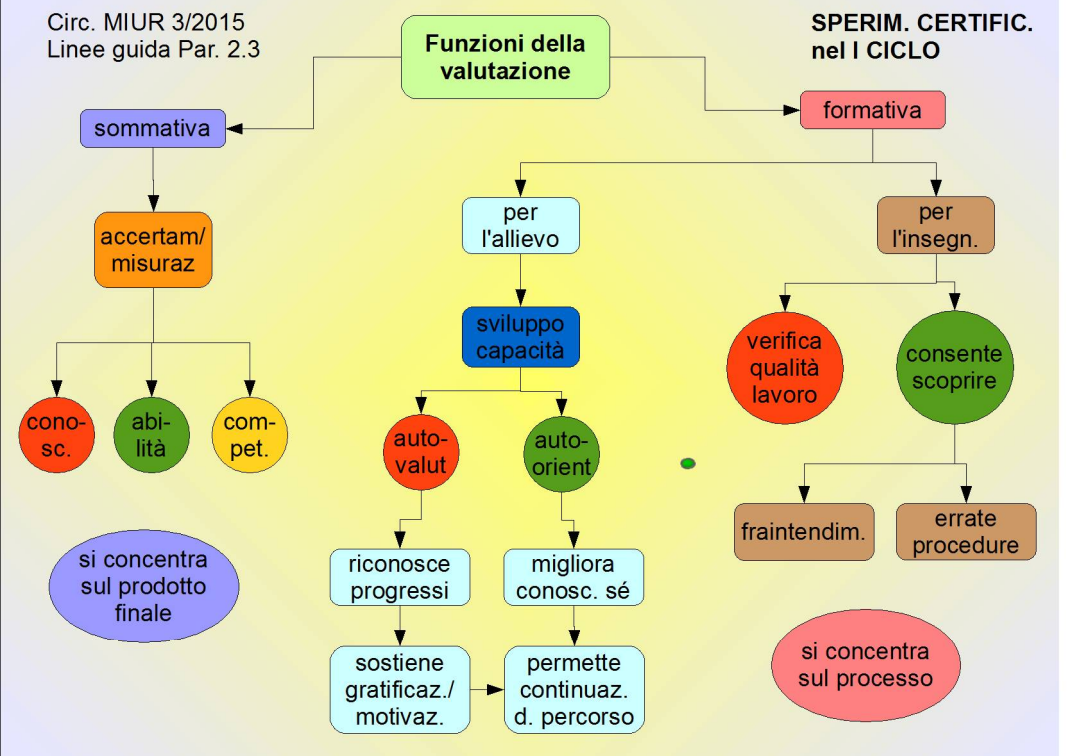 Circ. MIUR 3/2015
Linee guida Par. 2.3
Funzioni della
valutazione
SPERIM. CERTIFIC.
nel I CICLO
sommativa
formativa
accertam/
misuraz
per
l'allievo
per
l'insegn.
sviluppo
capacità
verifica
qualità
lavoro
consente
scoprire
cono-
sc.
abi-
lità
com-
pet.
auto-
valut
auto-
orient
fraintendim.
errate
procedure
si concentra
sul prodotto
finale
riconosce
progressi
migliora
conosc. sé
sostiene
gratificaz./
motivaz.
permette
continuaz.
d. percorso
si concentra
sul processo